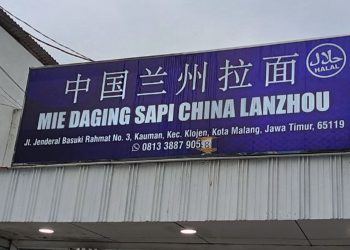 中国兰州拉面
حلال
HALAL
MIE DAGING SAPI CHINA LANZHOU
Jl. Jenderal Basuki Rahmat No. 3, Kauman, Kec. Klojen, Kota Malang, Jawa Timur, 65119
0813 3887